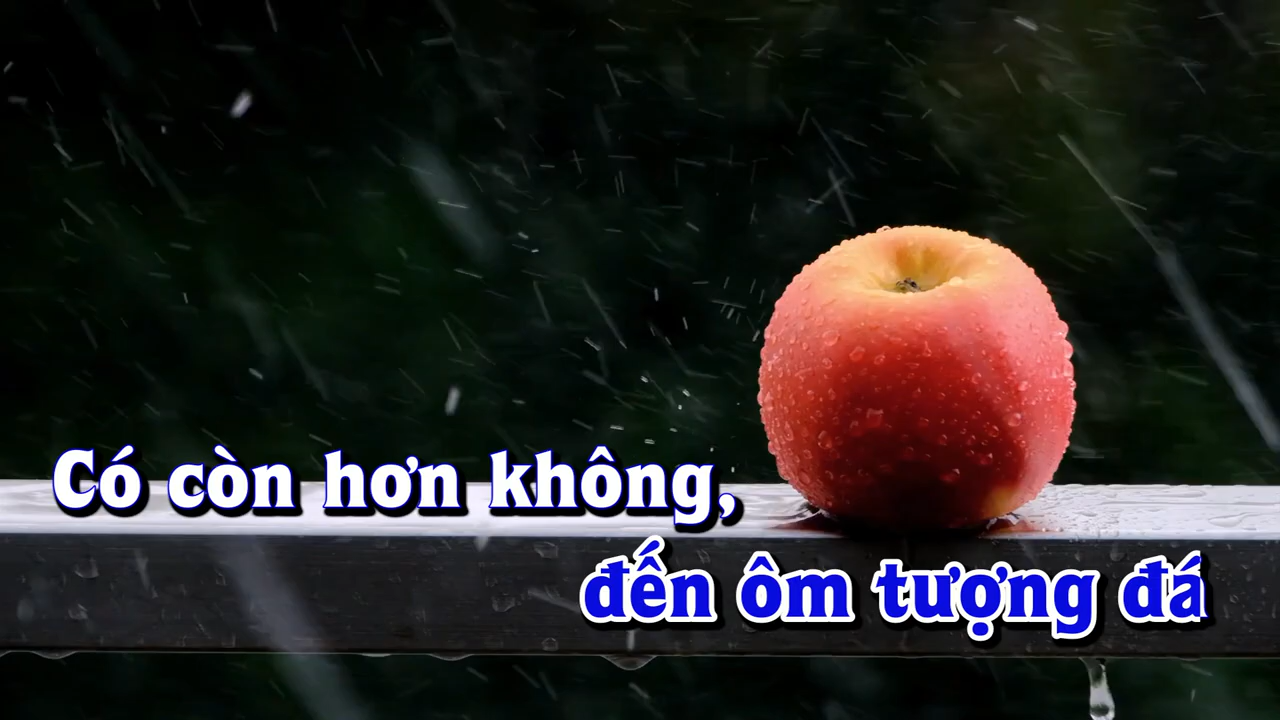 Có còn hơn không,
đến ôm tượng đá